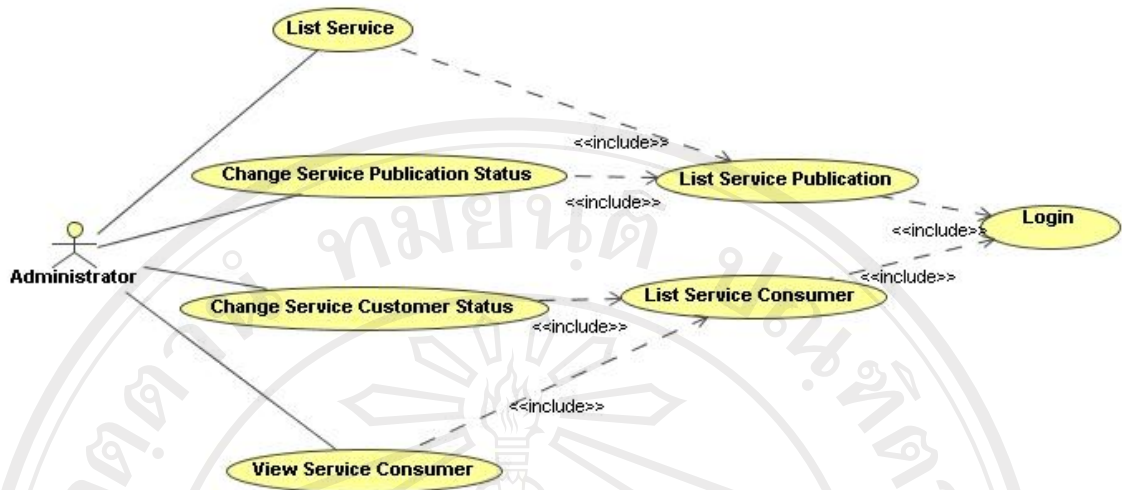 List Service
<<include>>
Change Service Publication Status
List Service Publication
<<include>>
Login
<<include>>
Administrator
<<include>>
Change Service Customer Status
List Service Consumer
<<include>>
<<include>>
View Service Consumer